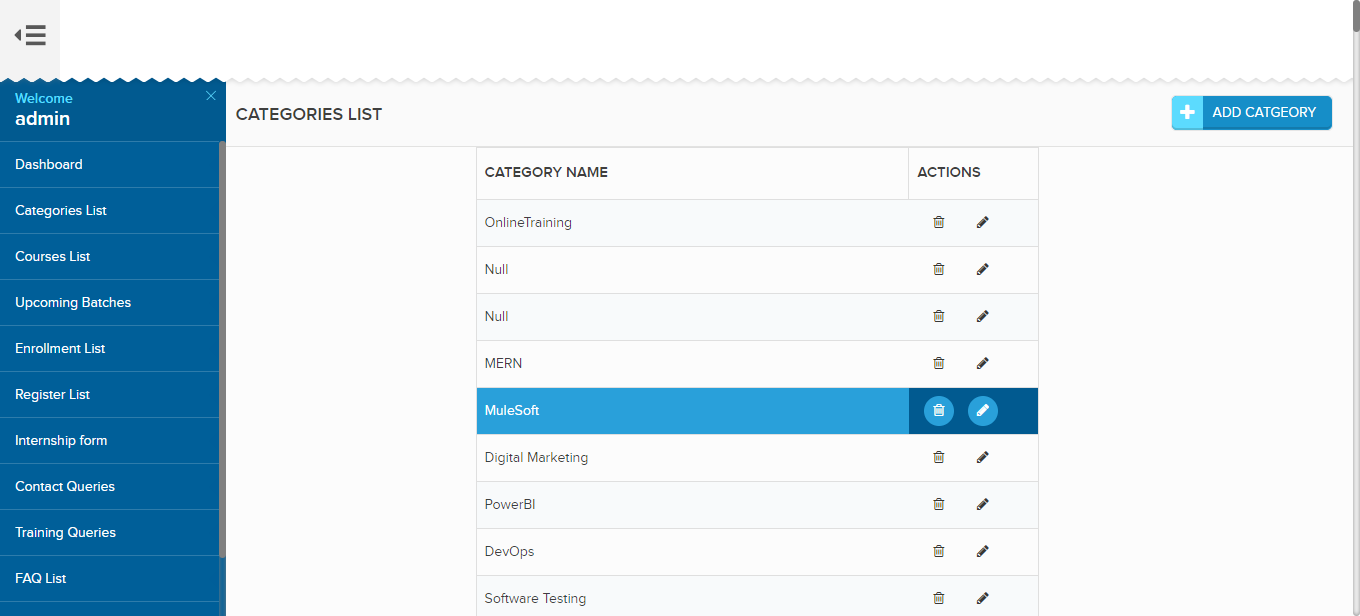 Welcome
admin
Dashboard
Categories List
Courses List
Upcoming Batches
Enrollment List
Register List
Internship form
Contact Queries
Training Queries
FAQ List
CATEGORIES LIST
ADD CATGEORY
CATEGORY NAME ACTIONS
OnlineTraining
Null
Null
MERN
MuleSoft
Digital Marketing
PowerBI
DevOps
Software Testing